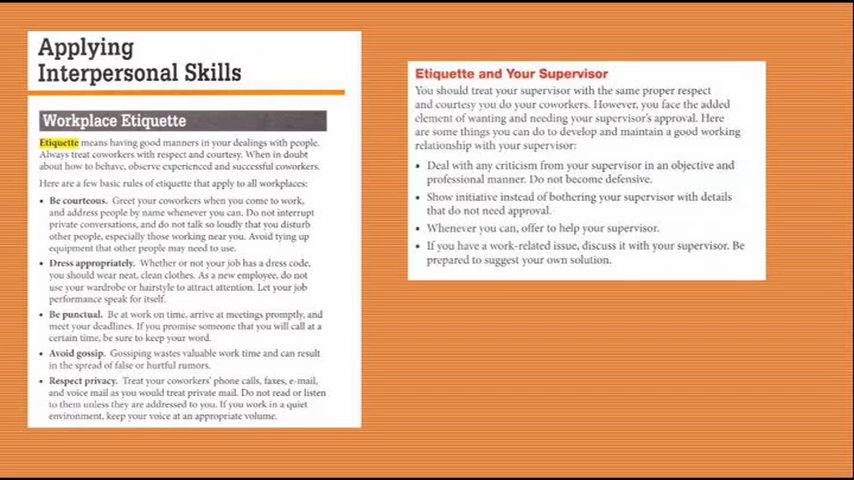 Applying
Interpersonal Skills
Workplace Etiquette
Etiquette means having good manners in your dealings with people.
Always treat coworkers with respect and courtesy. When in doubt
about how to behave, observe experienced and successful coworkers.
Here are a few basic rules of etiquette that apply to all workplaces:
• Be courteous. Greet your coworkers when you come to work,
and address people by name whenever you can. Do not interrupt
private conversations, and do not talk so loudly that you disturb
other people, especially those working near you. Avoid tying up
equipment that other people may need to use.
• Dress appropriately. Whether or not your job has a dress code,
you should wear neat, clean clothes. As a new employee, do not
use your wardrobe or hairstyle to attract attention. Let your job
performance speak for itself.
• Be punctual. Be at work on time, arrive at meetings promptly, and
meet your deadlines. If you promise someone that you will call at a
certain time, be sure to keep your word.
• Avoid gossip. Gossiping wastes valuable work time and can result
in the spread of false or hurtful rumors.
• Respect privacy. Treat your coworkers' phone calls, faxes, e-mail,
and voice mail as you would treat private mail. Do not read or listen
to them unless they are addressed to you. If you work in a quiet
environment, keep your voice at an appropriate volume.
Etiquette and Your Supervisor
You should treat your supervisor with the same proper respect
and courtesy you do your coworkers. However, you face the added
element of wanting and needing your supervisor's approval. Here
are some things you can do to develop and maintain a good working
relationship with your supervisor:
• Deal with any criticism from your supervisor in an objective and
professional manner. Do not become defensive.
• Show initiative instead of bothering your supervisor with details
that do not need approval.
• Whenever you can, offer to help your supervisor.
• If you have a work-related issue, discuss it with your supervisor. Be
prepared to suggest your own solution.